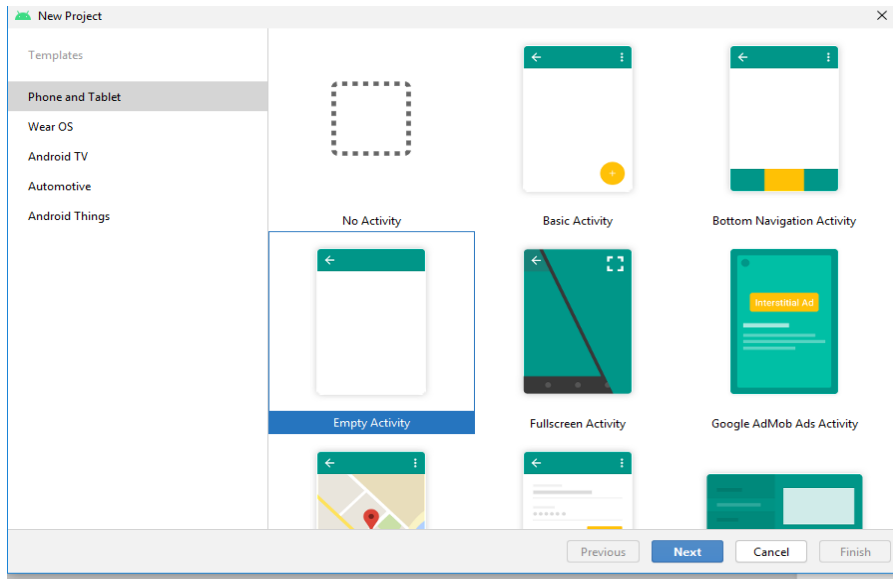 New Project
Templates
Phone and Tablet
Wear OS
Android TV
Automotive
Android Things
No Activity
Basic Activity
Bottom Navigation Activity
Interstitial Ad
Empty Activity
Fullscreen Activity
Google AdMob Ads Activity
Previous
Next
Cancel
Finish